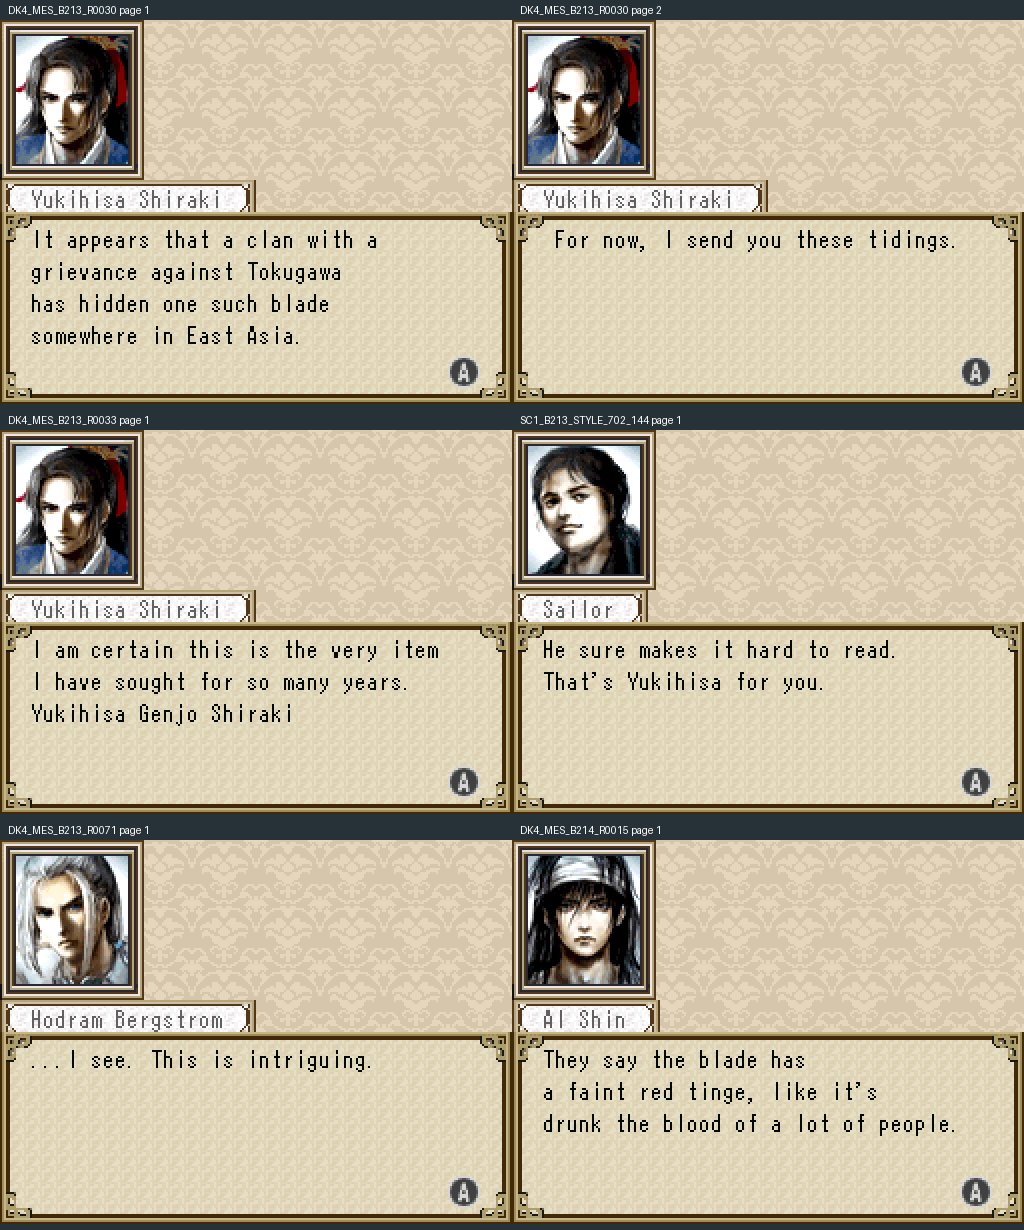 DK4_MES_B213_R0030 page 1
Yukihisa Shiraki
It appears that a clan with a
grievance against Tokugawa
has hidden one such blade
somewhere in East Asia.
A
DK4_MES_B213_R0030 page 2
Yukihisa Shiraki
For now, I send you these tidings.
A
DK4_MES_B213_R0033 page 1
Yukihisa Shiraki
I am certain this is the very item
I have sought for so many years.
Yukihisa Genjo Shiraki
A
SC1_B213_STYLE_702_144 page 1
Sailor
He sure makes it hard to read.
That's Yukihisa for you.
A
DK4_MES_B213_R0071 page 1
Hodram Bergstrom
...I see. This is intriguing.
A
DK4_MES_B214_R0015 page 1
Al Shin
They say the blade has
a faint red tinge, like it's
drunk the blood of a lot of people.
A